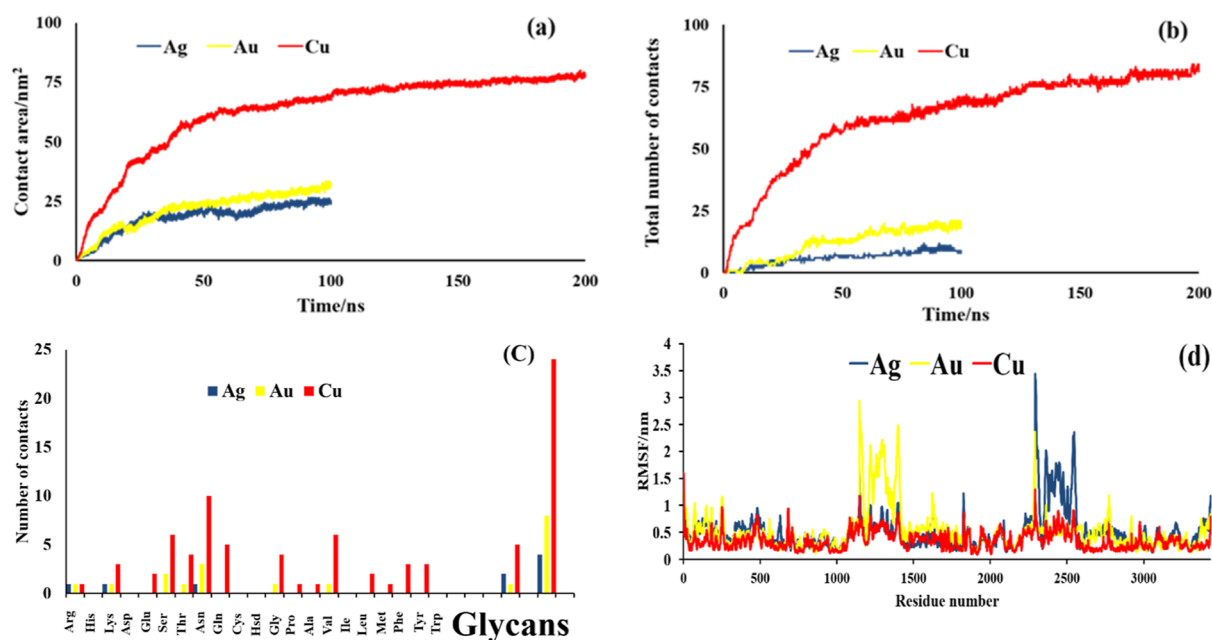 100
(a)
Ag Au Cu
75
50
25
0
Contact area/nm²
0 50 100 150 200
Time/ns
100
(b)
Ag Au Cu
75
50
25
0
Total number of contacts
0 50 100 150 200
Time/ns
25
(C)
20
Ag Au Cu
15
10
5
0
Number of contacts
Arg His Lys Asp Glu Ser Thr Asn Gln Cys Hsd Gly Pro Ala Val Ile Leu Met Phe Tyr Trp Glycans
4
(d)
Ag Au Cu
3.5
3
2.5
2
1.5
1
0.5
0
RMSF/nm
0 500 1000 1500 2000 2500 3000
Residue number